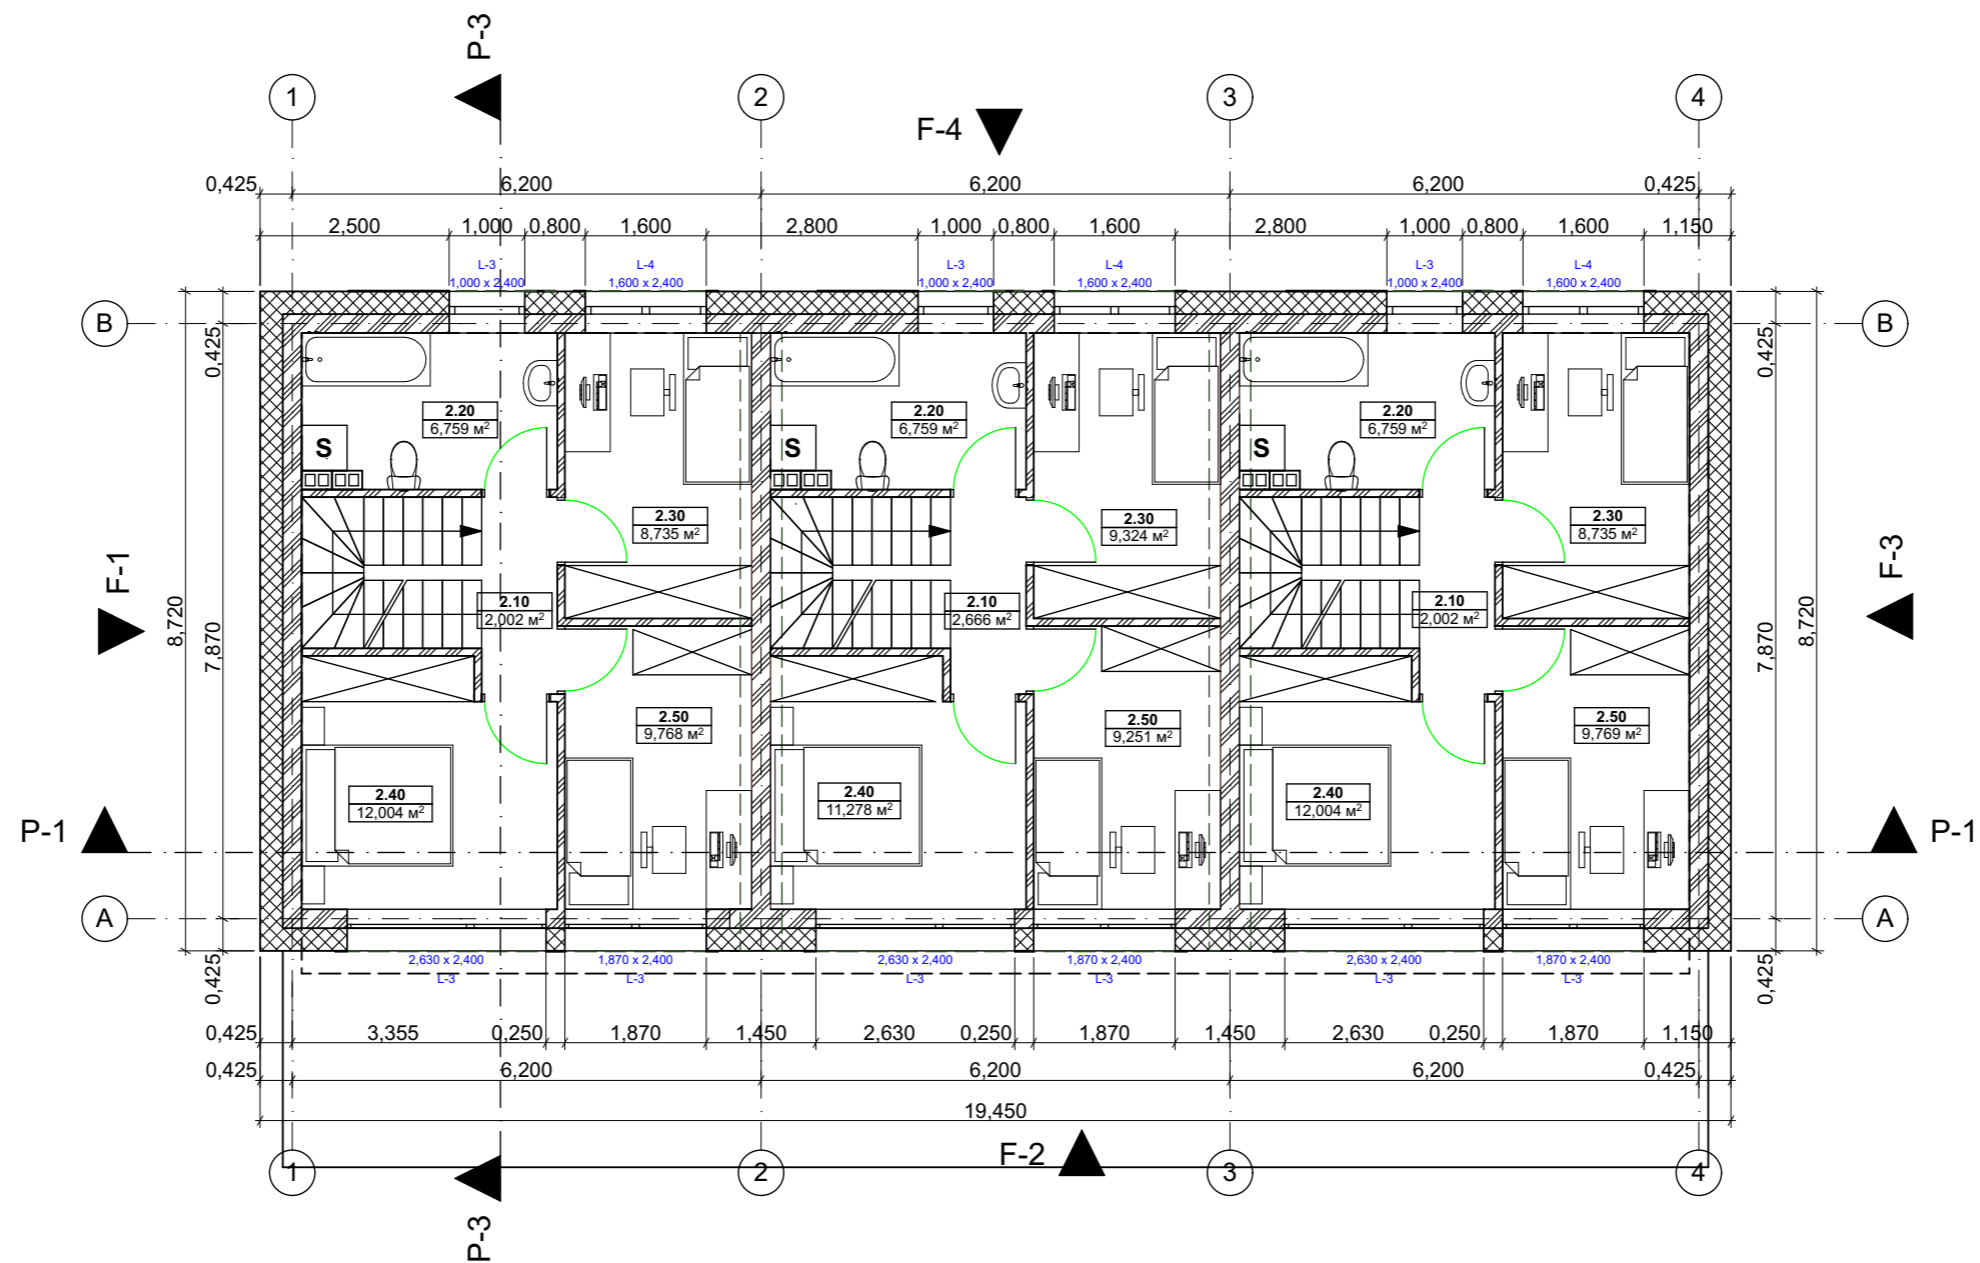 P-3
1
2
3
4
F-4
0,425
6,200
6,200
6,200
0,425
2,500
1,000
0,800
1,600
2,800
1,000
0,800
1,600
2,800
1,000
0,800
1,600
1,150
L-3
1,000 x 2,400
L-4
1,600 x 2,400
L-3
1,000 x 2,400
L-4
1,600 x 2,400
L-3
1,000 x 2,400
L-4
1,600 x 2,400
B
B
0,425
0,425
2.20
6,759 м²
2.20
6,759 м²
2.20
6,759 м²
S
S
S
2.30
8,735 м²
2.30
9,324 м²
2.30
8,735 м²
F-1
F-3
8,720
7,870
7,870
8,720
2.10
2,002 м²
2.10
2,666 м²
2.10
2,002 м²
2.50
9,768 м²
2.50
9,251 м²
2.50
9,769 м²
2.40
12,004 м²
2.40
11,278 м²
2.40
12,004 м²
P-1
P-1
A
A
0,425
0,425
2,630 x 2,400
L-3
1,870 x 2,400
L-3
2,630 x 2,400
L-3
1,870 x 2,400
L-3
2,630 x 2,400
L-3
1,870 x 2,400
L-3
0,425
3,355
0,250
1,870
1,450
2,630
0,250
1,870
1,450
2,630
0,250
1,870
1,150
0,425
6,200
6,200
6,200
0,425
19,450
F-2
1
2
3
4
P-3